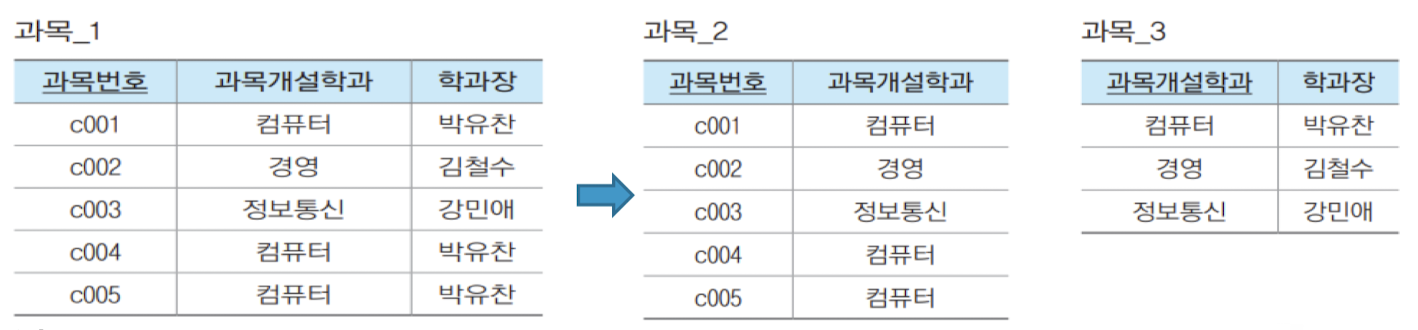 과목_1
과목번호 과목개설학과 학과장
c001 컴퓨터 박유찬
c002 경영 김철수
c003 정보통신 강민애
c004 컴퓨터 박유찬
c005 컴퓨터 박유찬
과목_2
과목번호 과목개설학과
c001 컴퓨터
c002 경영
c003 정보통신
c004 컴퓨터
c005 컴퓨터
과목_3
과목개설학과 학과장
컴퓨터 박유찬
경영 김철수
정보통신 강민애